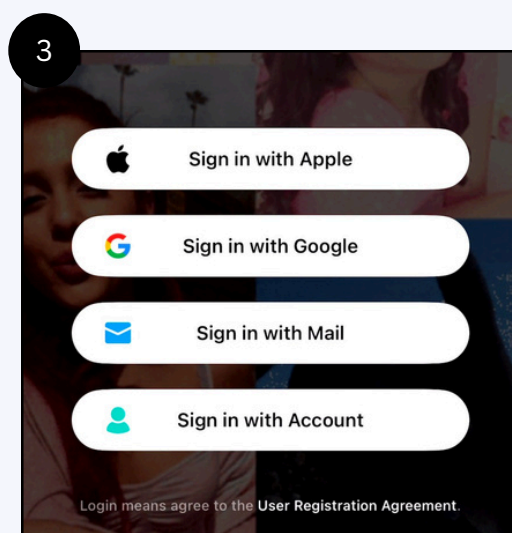 3
Sign in with Apple
Sign in with Google
Sign in with Mail
Sign in with Account
Login means agree to the User Registration Agreement.